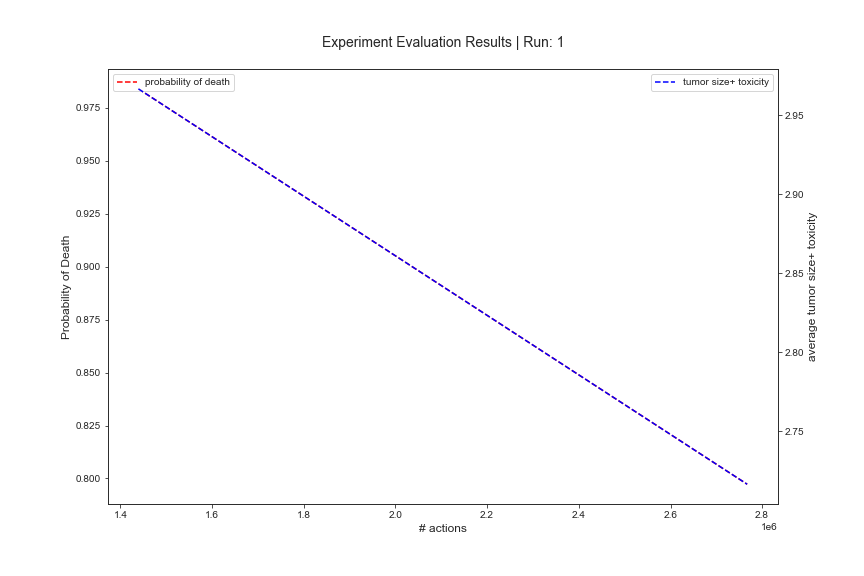 Experiment Evaluation Results | Run: 1
probability of death
tumor size+ toxicity
0.975
0.950
0.925
0.900
0.875
0.850
0.825
0.800
Probability of Death
2.95
2.90
2.85
2.80
2.75
average tumor size+ toxicity
1.4 1.6 1.8 2.0 2.2 2.4 2.6 2.8
1e6
# actions